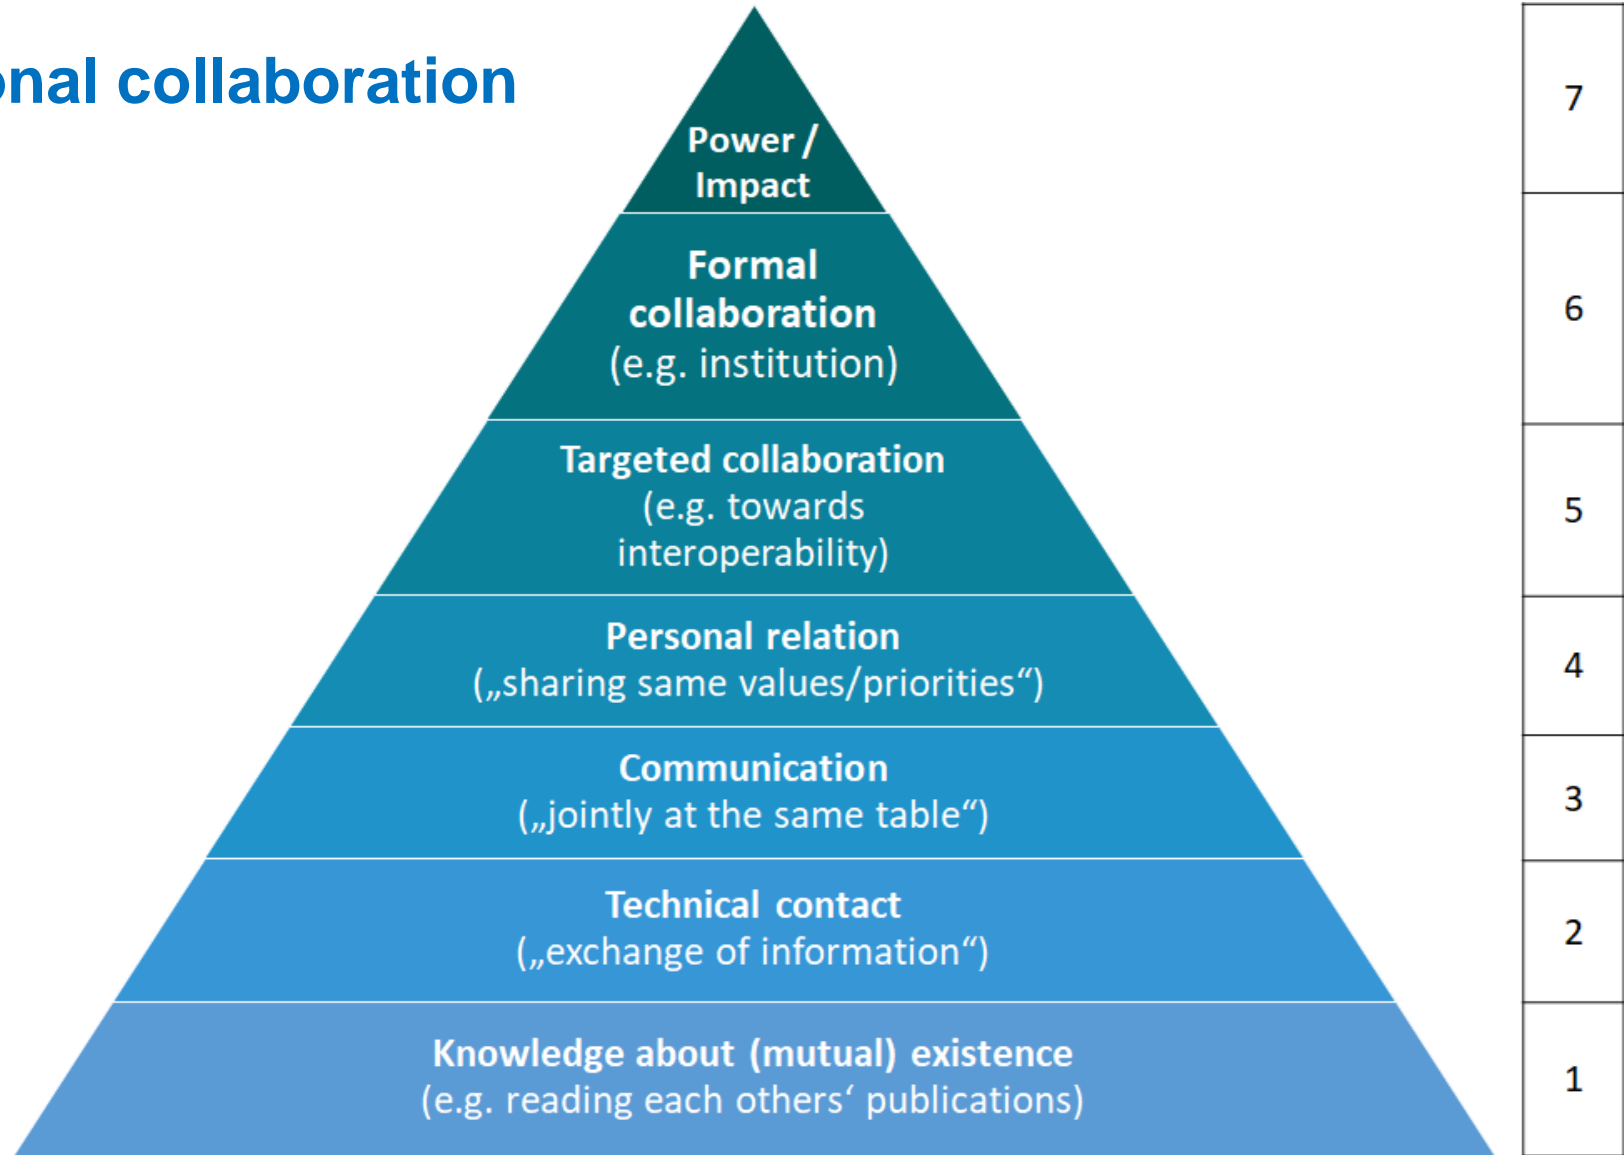 onal collaboration
Power /
Impact
7
Formal
collaboration
(e.g. institution)
6
Targeted collaboration
(e.g. towards
interoperability)
5
Personal relation
(„sharing same values/priorities“)
4
Communication
(„jointly at the same table“)
3
Technical contact
(„exchange of information“)
2
Knowledge about (mutual) existence
(e.g. reading each others‘ publications)
1